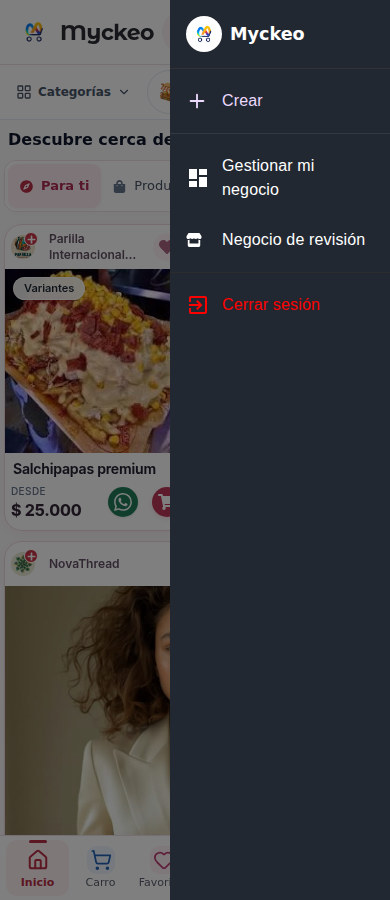 Myckeo
Myckeo
Crear
Gestionar mi
negocio
Negocio de revisión
Cerrar sesión
Categorías
Descubre cerca de
Para ti
Produ
Parilla
Internacional...
Variantes
Salchipapas premium
DESDE
$ 25.000
NovaThread
Inicio
Carro
Favori